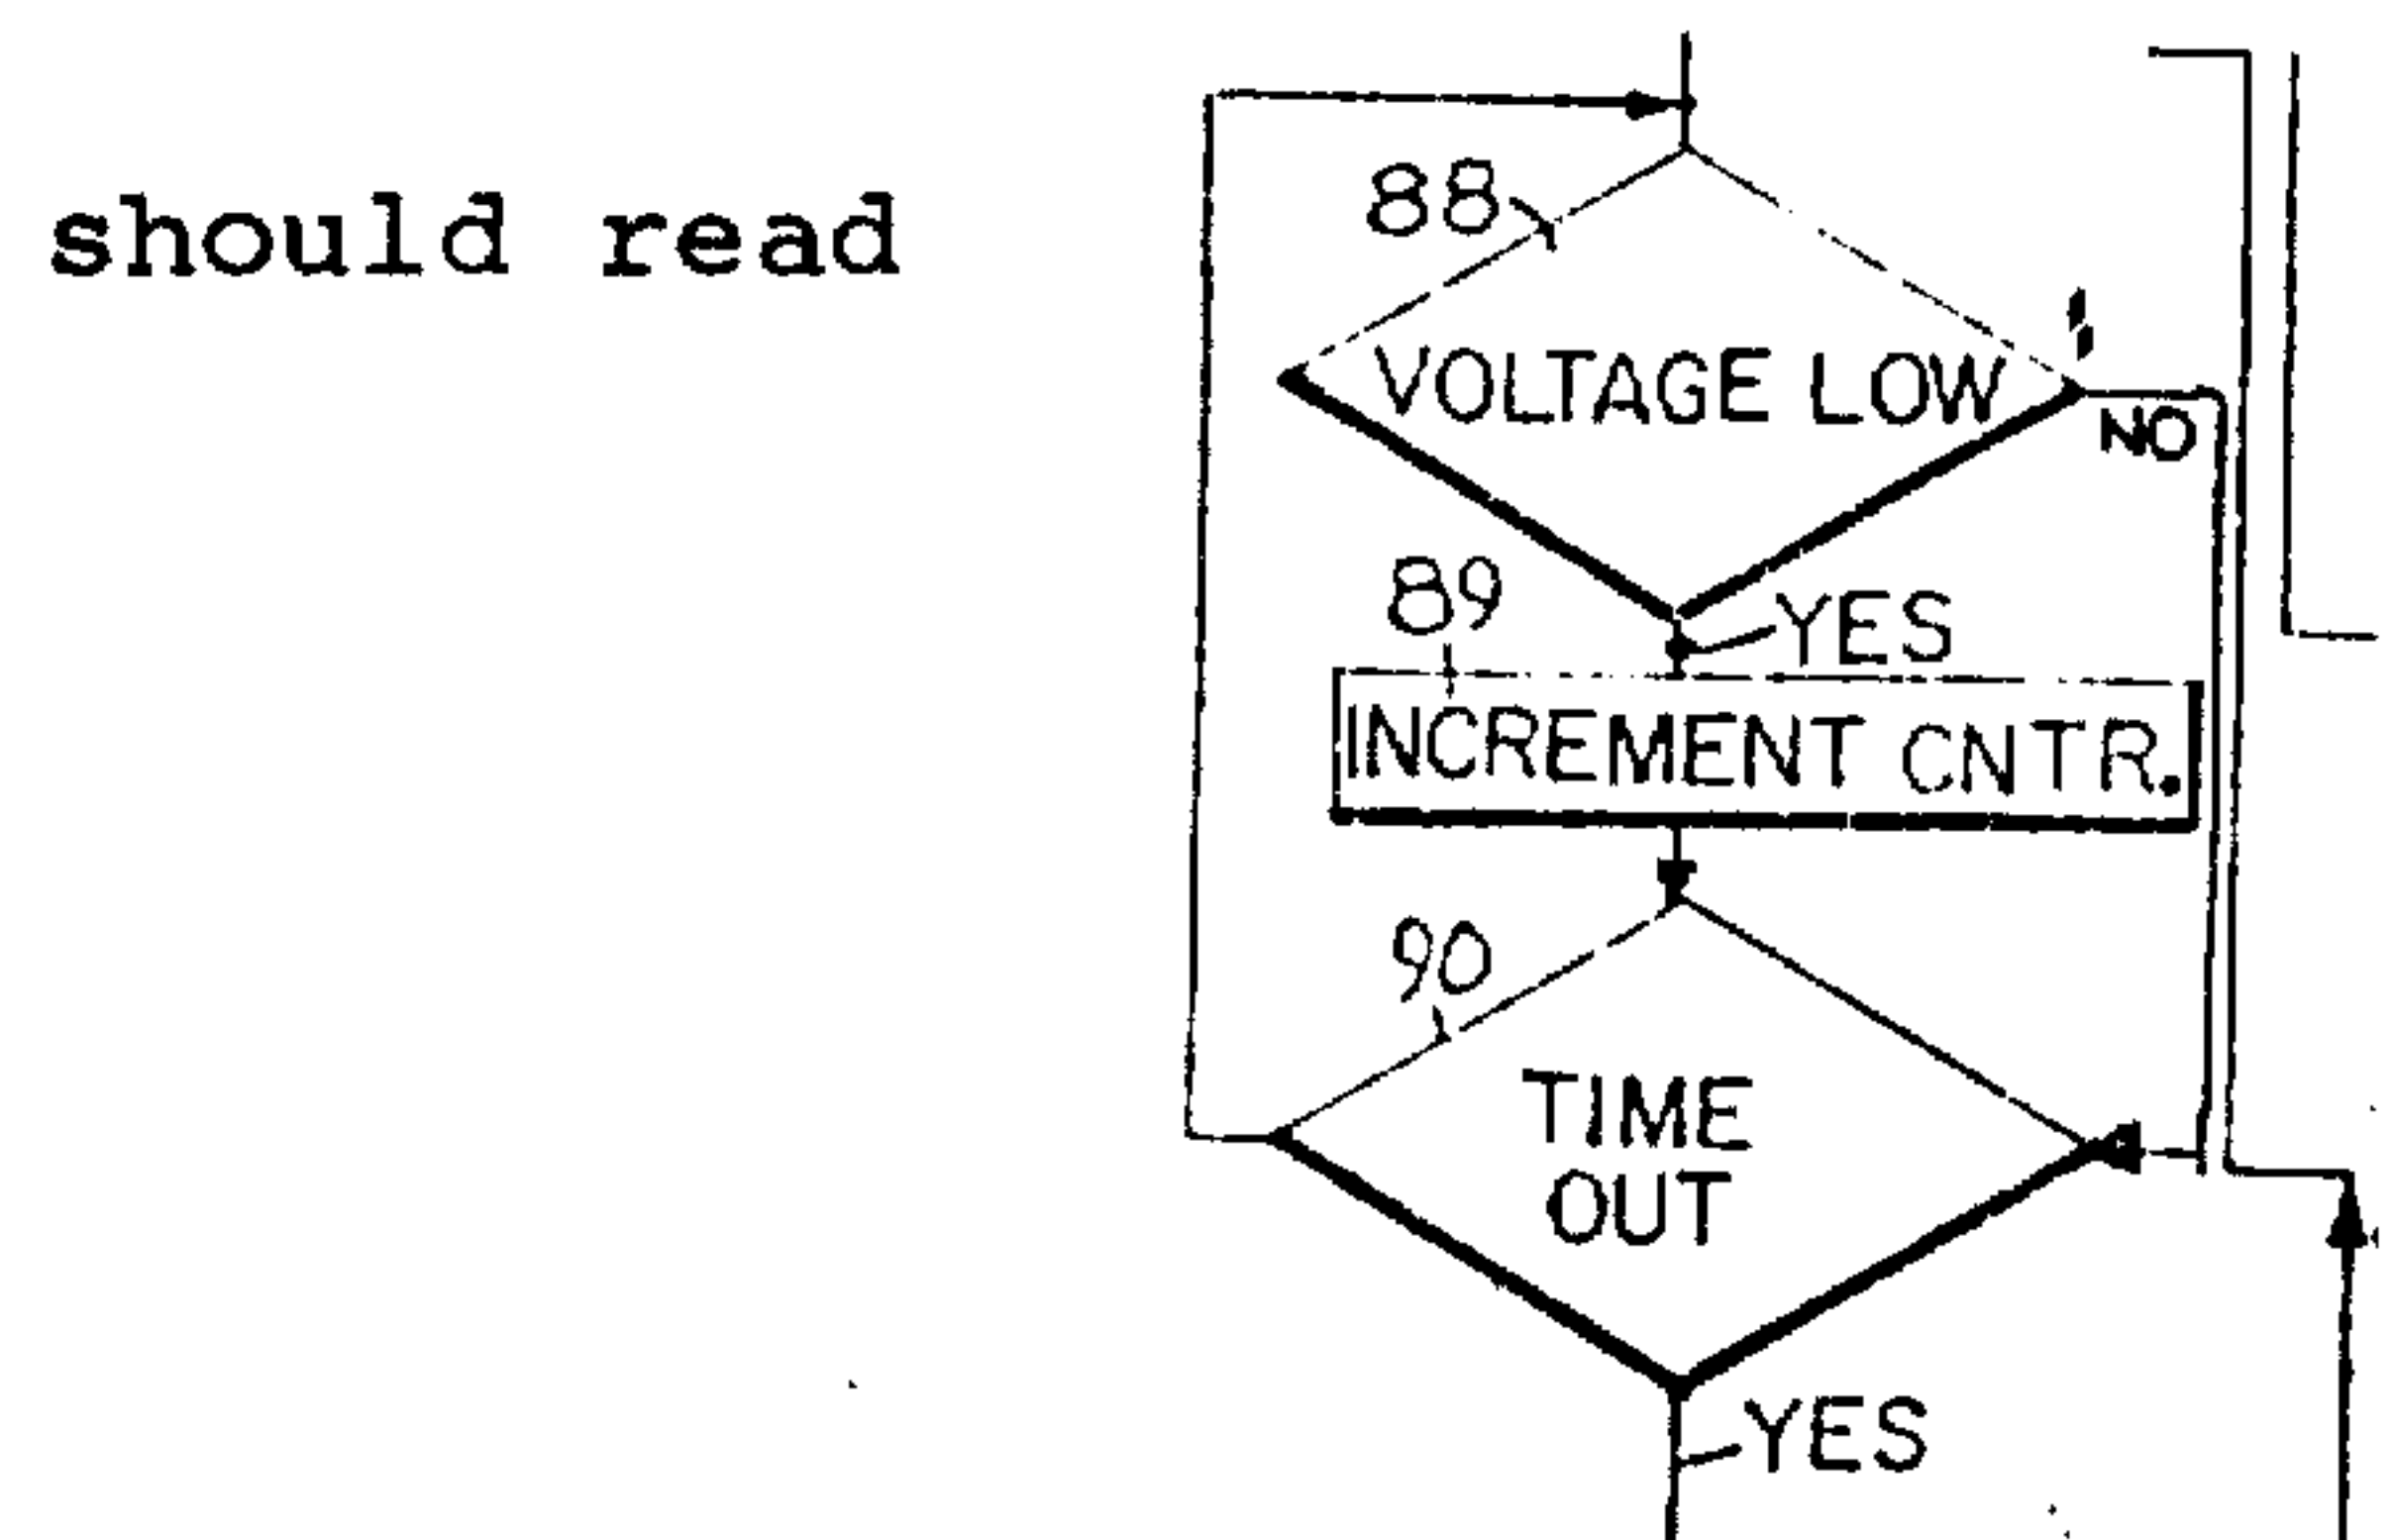 should read
88
VOLTAGE LOW
NO
89
YES
INCREMENT CNTR.
90
TIME
OUT
YES